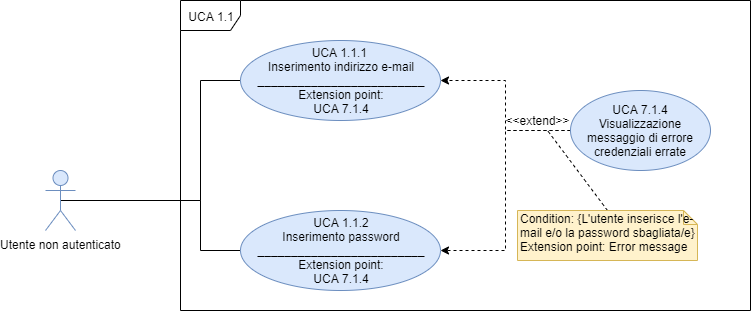 UCA 1.1
UCA 1.1.1
Inserimento indirizzo e-mail
Extension point:
UCA 7.1.4
<<extend>>
UCA 7.1.4
Visualizzazione
messaggio di errore
credenziali errate
Utente non autenticato
UCA 1.1.2
Inserimento password
Extension point:
UCA 7.1.4
Condition: {L'utente inserisce l'e-
mail e/o la password sbagliata/e}
Extension point: Error message